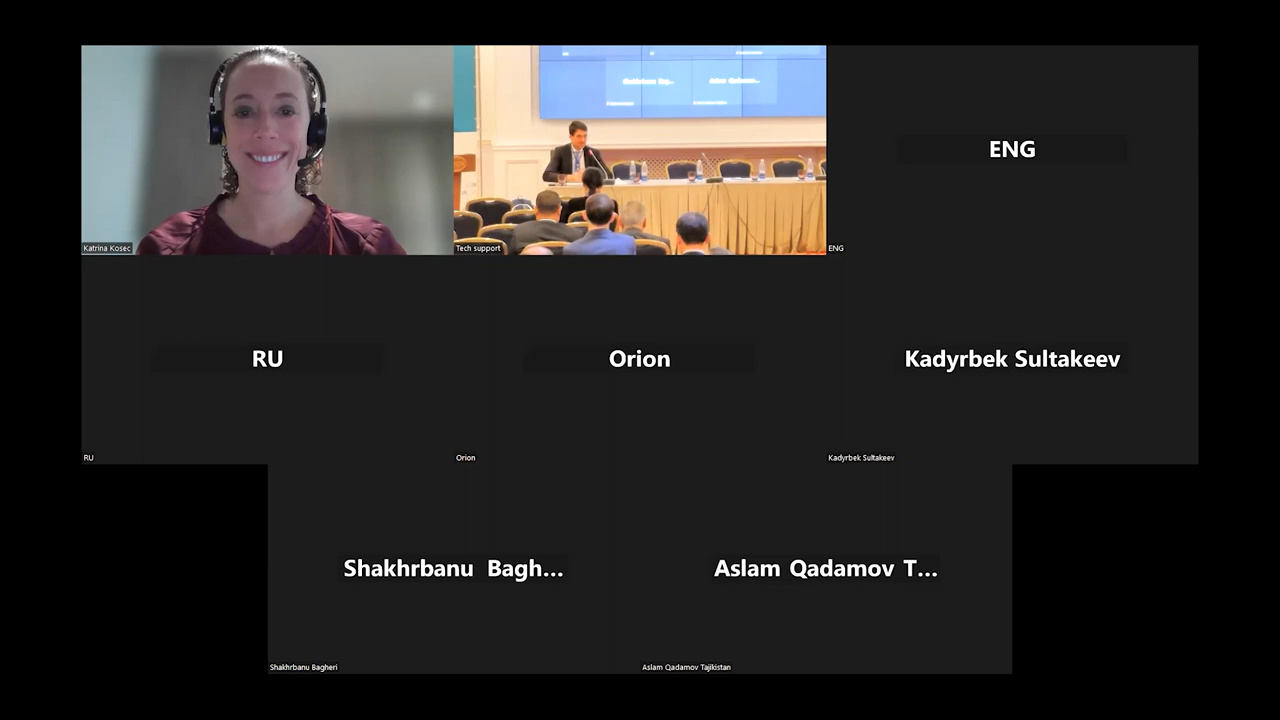 ENG
Katrina Kosec
Tech support
ENG
RU
Orion
Kadyrbek Sultakeev
RU
Orion
Kadyrbek Sultakeev
Shakhrbanu Bagh...
Aslam Qadamov T...
Shakhrbanu Bagheri
Aslam Qadamov Tajikistan